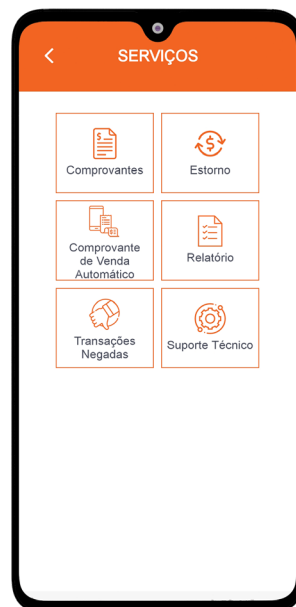 SERVIÇOS
Comprovantes
Estorno
Comprovante
de Venda
Automático
Relatório
Transações
Negadas
Suporte Técnico